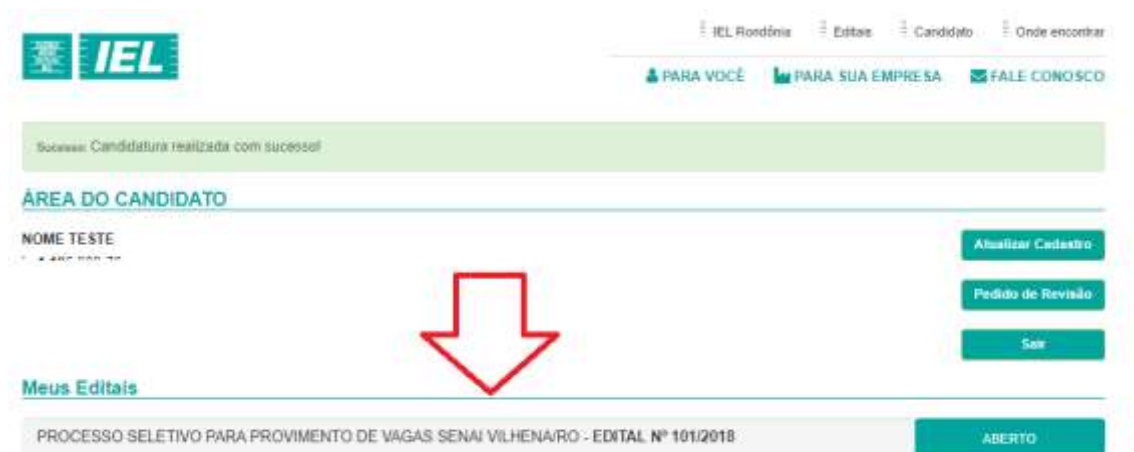 IEL
IEL Rondônia Editais Candidato Onde encontrar
PARA VOCÊ PARA SUA EMPRESA FALE CONOSCO
Sucesso: Candidatura realizada com sucesso!
ÁREA DO CANDIDATO
NOME TESTE
Atualizar Cadastro
Pedido de Revisão
Sair
Meus Editais
PROCESSO SELETIVO PARA PROVIMENTO DE VAGAS SENAI VILHENA/RO - EDITAL Nº 101/2018 ABERTO